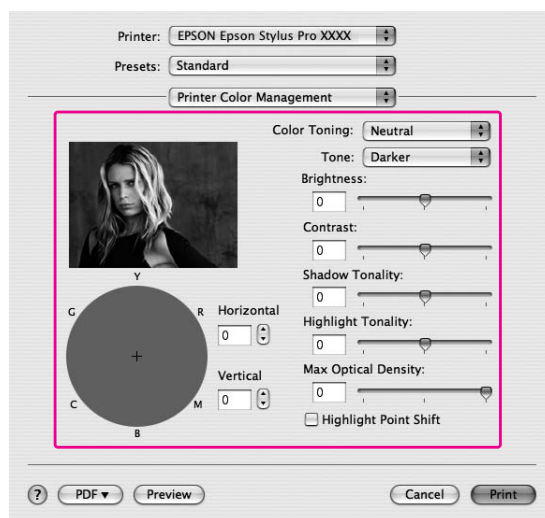 Printer: EPSON Epson Stylus Pro XXXX
Presets: Standard
Printer Color Management
Color Toning: Neutral
Tone: Darker
Brightness:
0
Contrast:
0
Shadow Tonality:
0
Highlight Tonality:
0
Max Optical Density:
0
Highlight Point Shift
Y
G R
C M
B
Horizontal
0
Vertical
0
? PDF▼ Preview Cancel Print